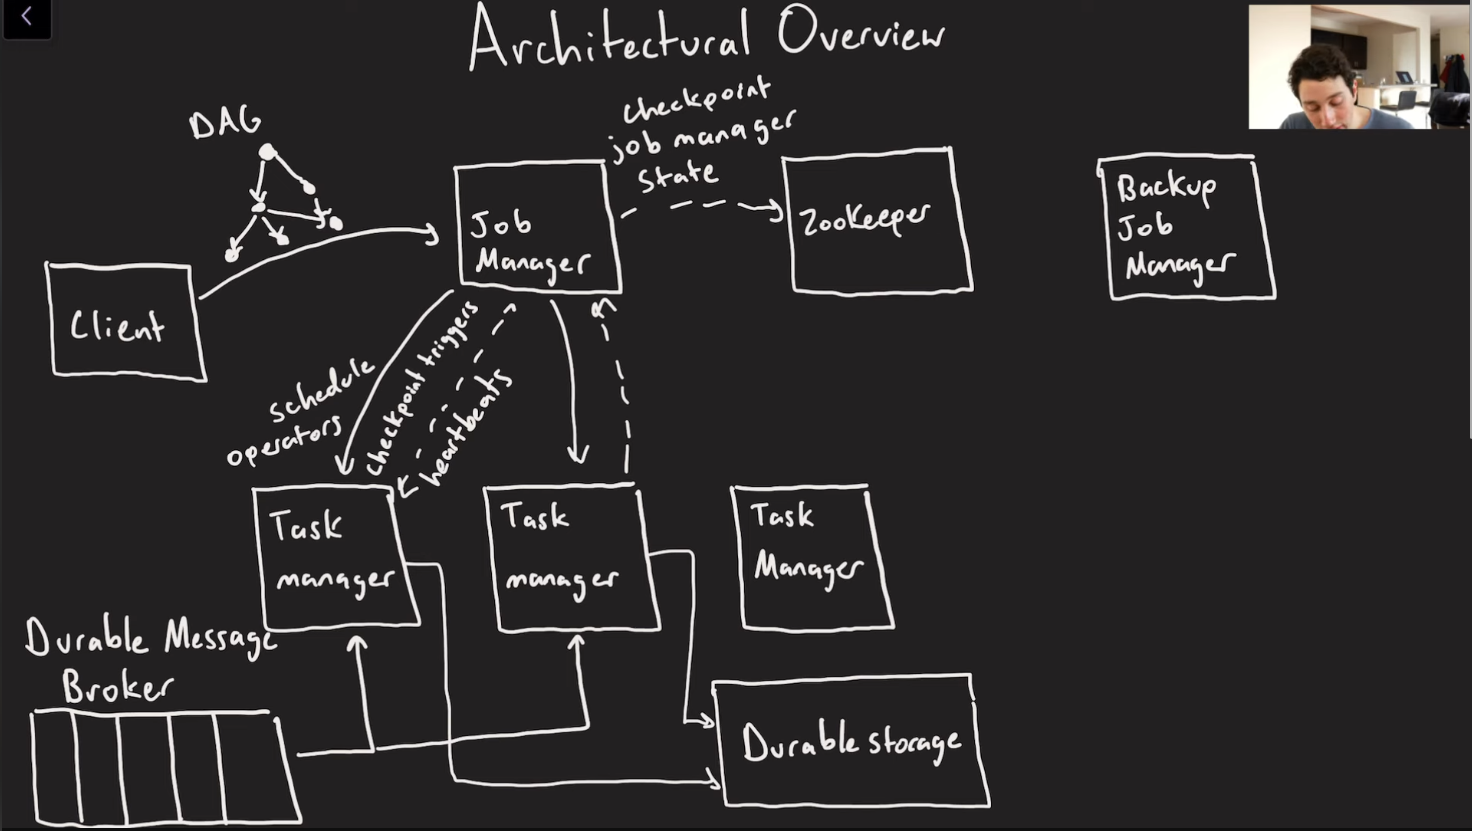 Architectural Overview
DAG
checkpoint
job manager
state
Client
Job
Manager
Zookeeper
Backup
Job
Manager
schedule
operators
checkpoint triggers
heartbeats
Task
manager
Task
manager
Task
Manager
Durable Message
Broker
Durable storage